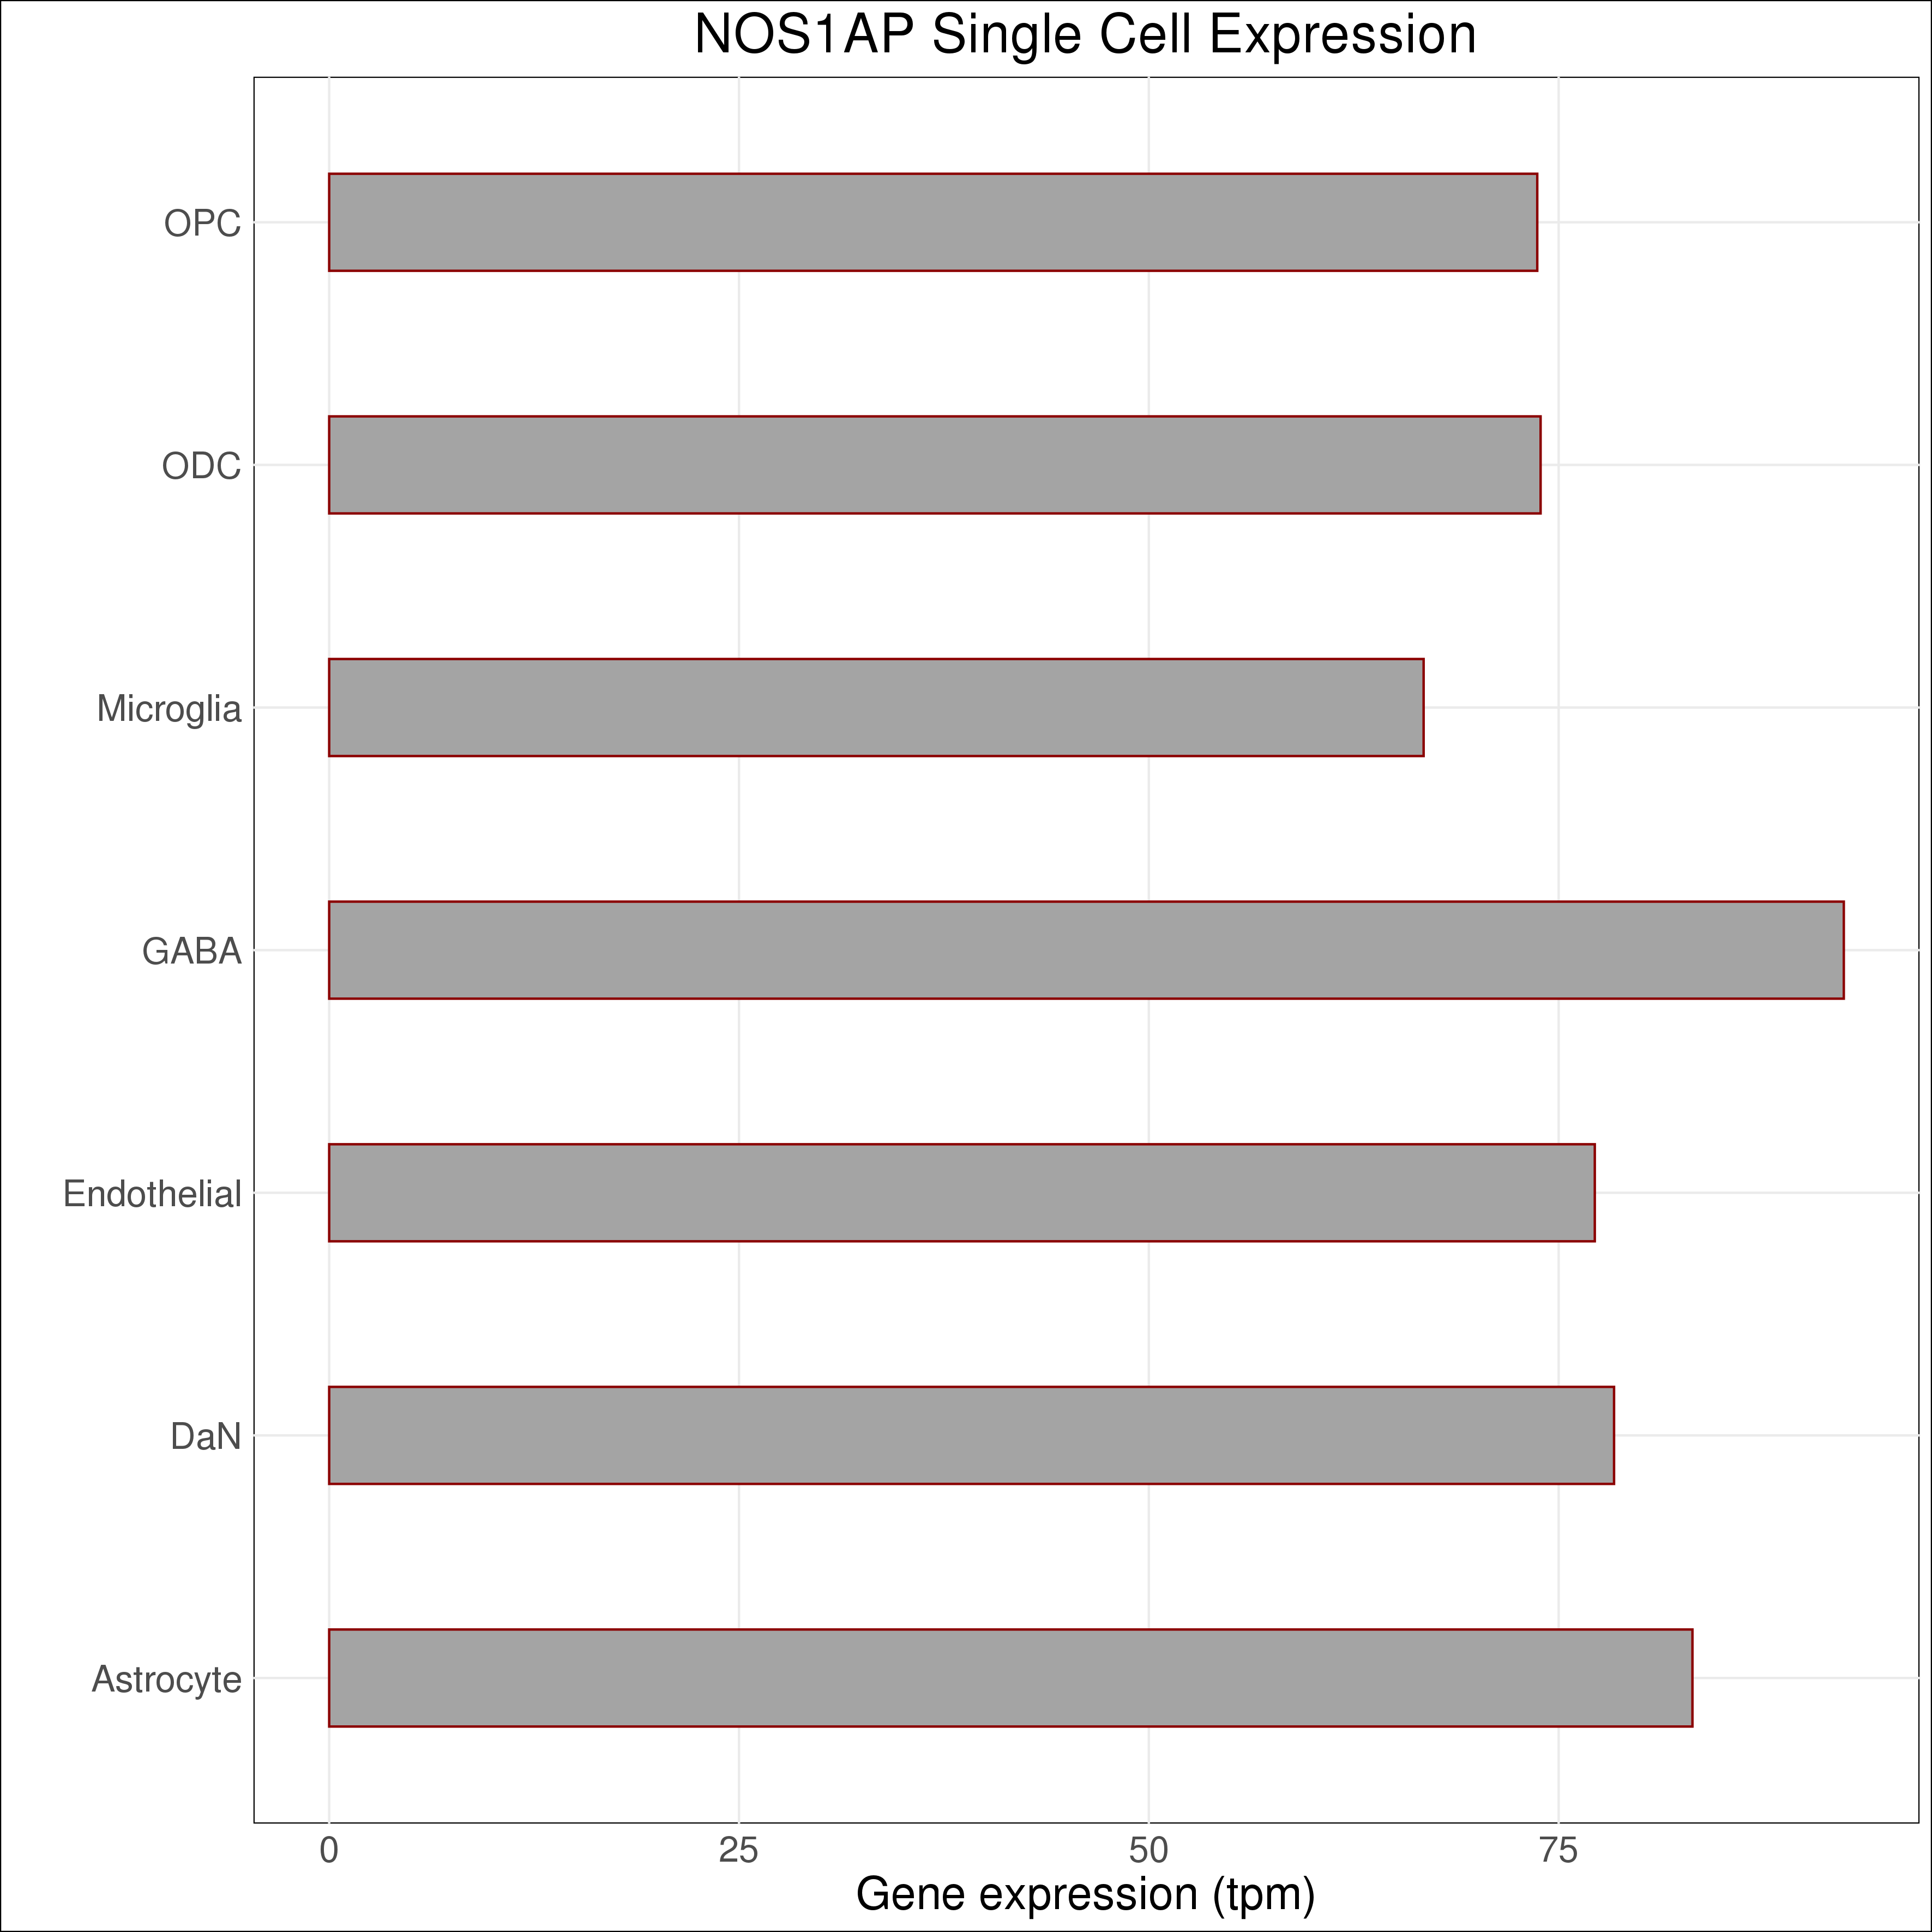 NOS1AP Single Cell Expression
OPC
ODC
Microglia
GABA
Endothelial
DaN
Astrocyte
0 25 50 75
Gene expression (tpm)